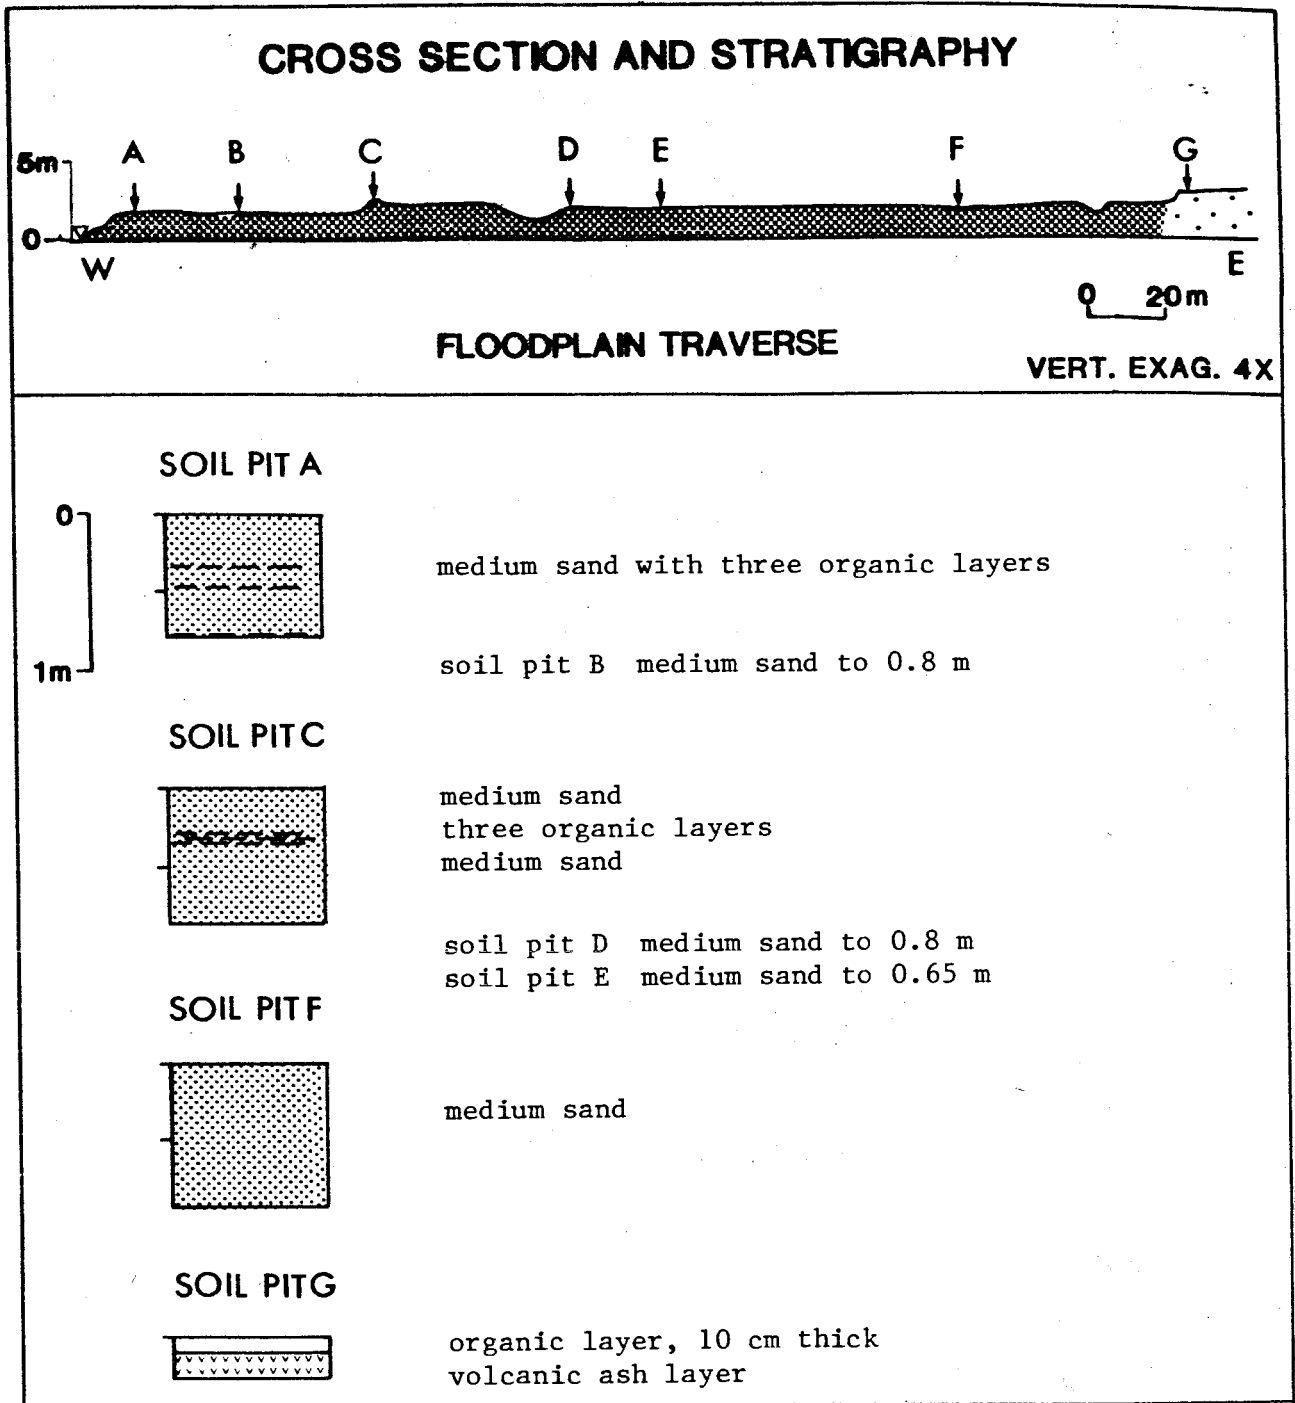 CROSS SECTION AND STRATIGRAPHY
A B C D E F G
5m
0
W
E
0 20m
FLOODPLAIN TRAVERSE
VERT. EXAG. 4X
SOIL PIT A
0
medium sand with three organic layers
1m
soil pit B medium sand to 0.8 m
SOIL PIT C
medium sand
three organic layers
medium sand
soil pit D medium sand to 0.8 m
soil pit E medium sand to 0.65 m
SOIL PIT F
medium sand
SOIL PIT G
organic layer, 10 cm thick
volcanic ash layer